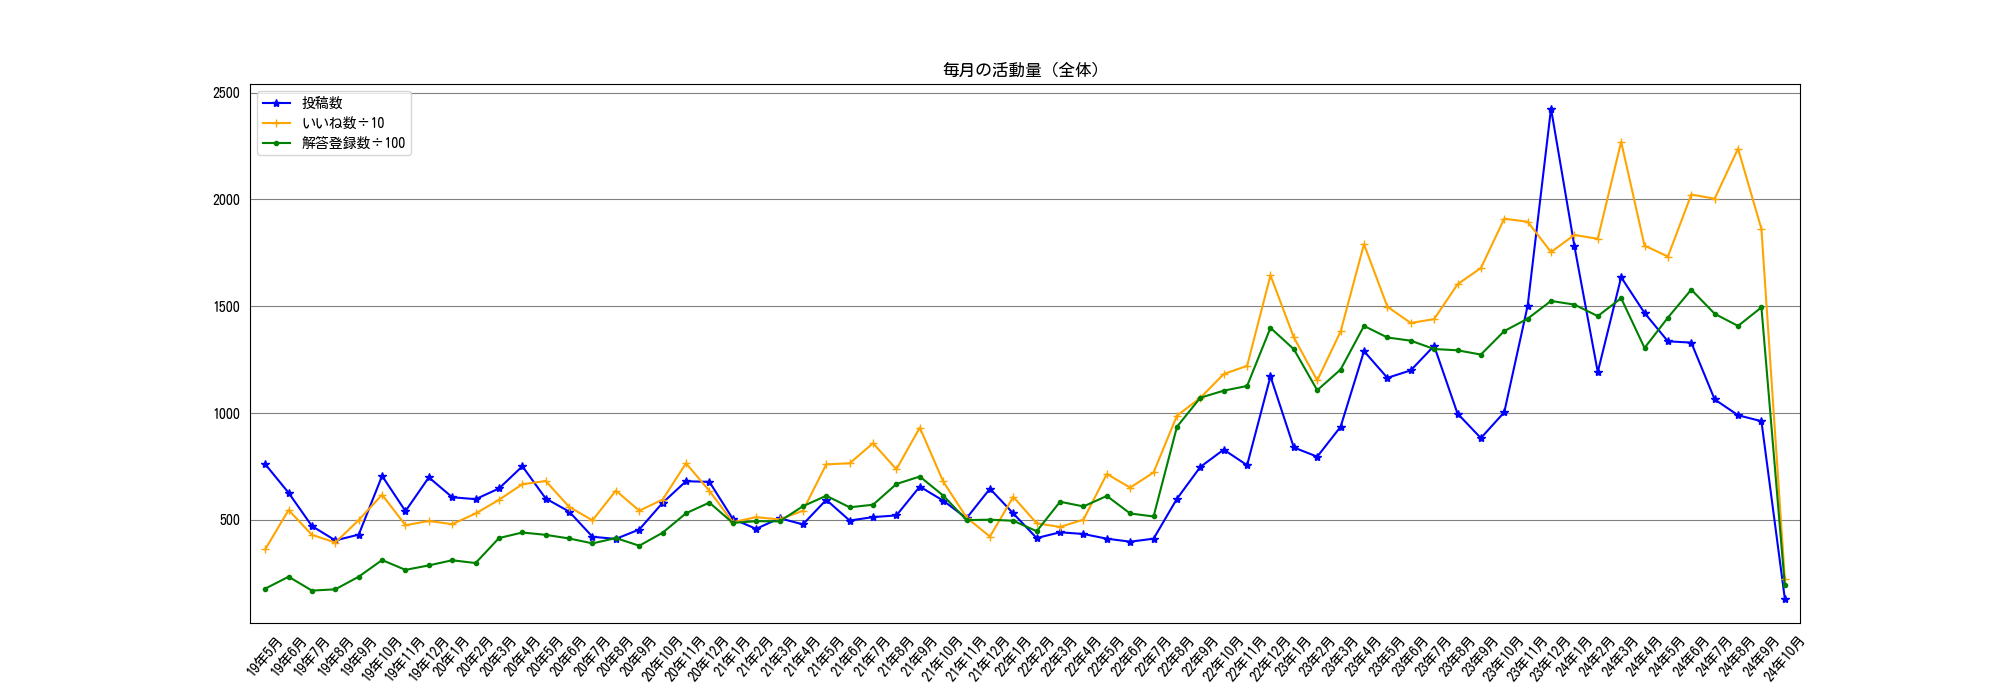 毎月の活動量（全体）
投稿数
いいね数÷10
解答登録数÷100
2500
2000
1500
1000
500
19年5月
19年6月
19年7月
19年8月
19年9月
19年10月
19年11月
19年12月
20年1月
20年2月
20年3月
20年4月
20年5月
20年6月
20年7月
20年8月
20年9月
20年10月
20年11月
20年12月
21年1月
21年2月
21年3月
21年4月
21年5月
21年6月
21年7月
21年8月
21年9月
21年10月
21年11月
21年12月
22年1月
22年2月
22年3月
22年4月
22年5月
22年6月
22年7月
22年8月
22年9月
22年10月
22年11月
22年12月
23年1月
23年2月
23年3月
23年4月
23年5月
23年6月
23年7月
23年8月
23年9月
23年10月
23年11月
23年12月
24年1月
24年2月
24年3月
24年4月
24年5月
24年6月
24年7月
24年8月
24年9月
24年10月